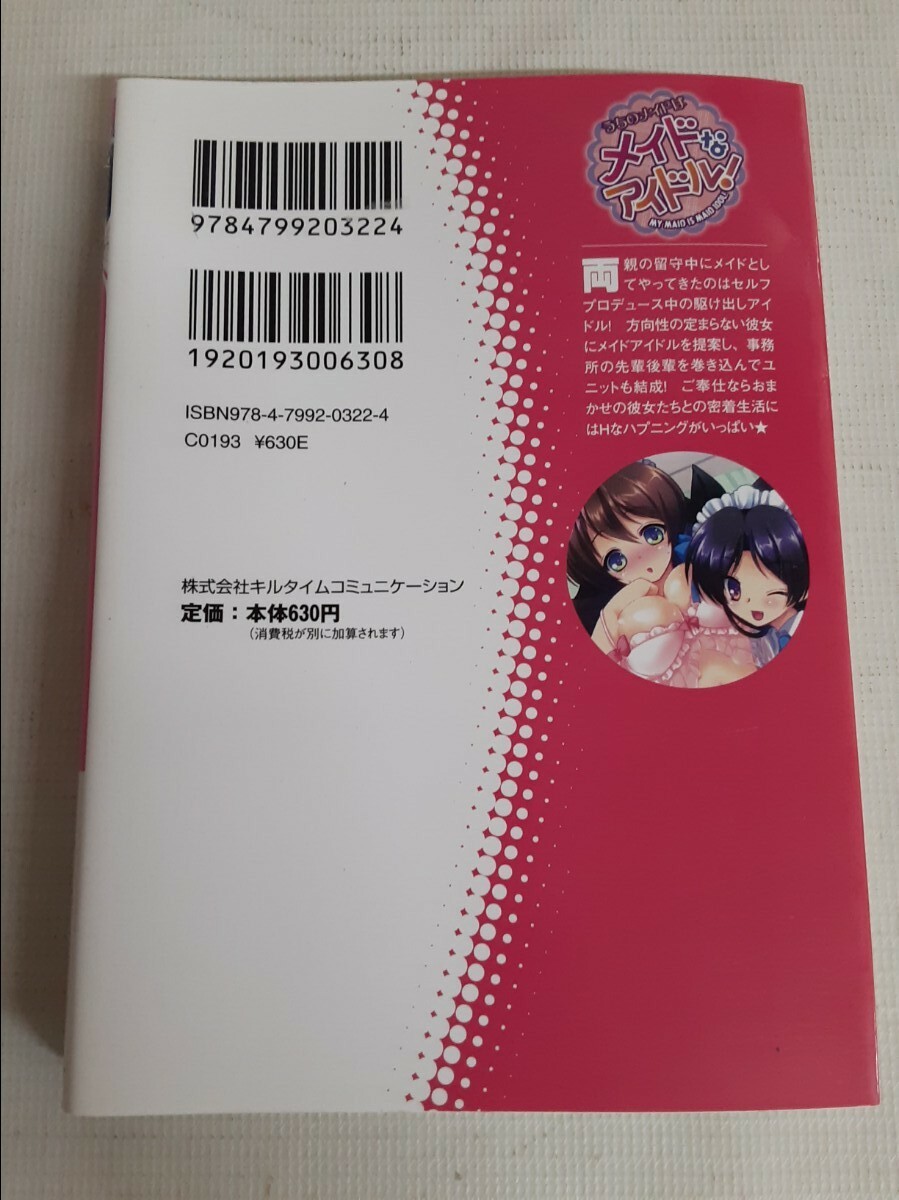 9784799203224
1920193006308
ISBN978-4-7992-0322-4
C0193 ¥630E
株式会社キルタイムコミュニケーション
定価：本体630円
（消費税が別に加算されます）
うちのメイドは
メイドな
アイドル！
MY MAID IS MAID IDOL!
両親の留守中にメイドとし
てやってきたのはセルフ
プロデュース中の駆け出しアイ
ドル！ 方向性の定まらない彼女
にメイドアイドルを提案し、事務
所の先輩後輩を巻き込んでユ
ニットも結成！ ご奉仕ならおま
かせの彼女たちとの密着生活に
はHなハプニングがいっぱい★